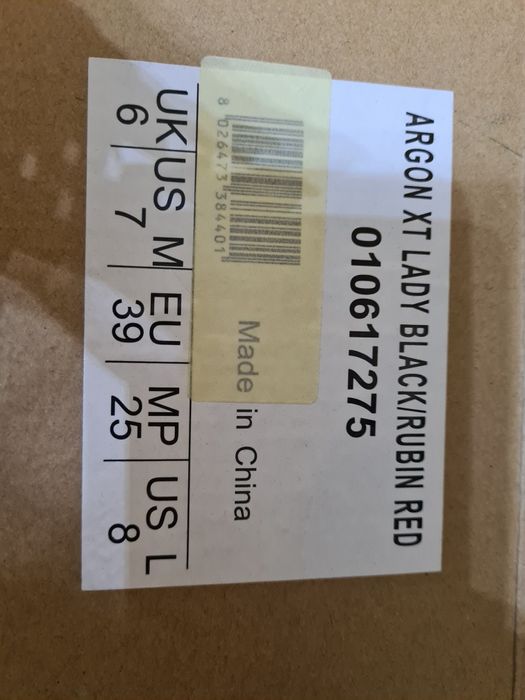 ARGON XT LADY BLACK/RUBIN RED
010617275
8 026473 384401
Made in China
UK US M EU MP US L
6 7 39 25 8